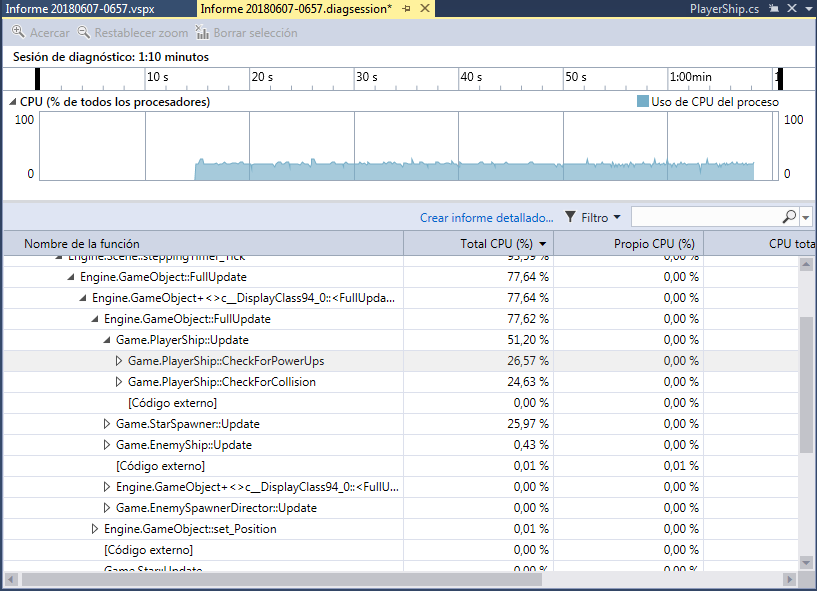 Informe 20180607-0657.vspx Informe 20180607-0657.diagsession* PlayerShip.cs
Acercar Restablecer zoom Borrar selección
Sesión de diagnóstico: 1:10 minutos
10 s 20 s 30 s 40 s 50 s 1:00min 1
CPU (% de todos los procesadores) Uso de CPU del proceso
100 100
0 0
Crear informe detallado... Filtro
Nombre de la función Total CPU (%) Propio CPU (%) CPU tota
Engine.Scene::steppingTimer_Tick 93,59 % 0,00 %
Engine.GameObject::FullUpdate 77,64 % 0,00 %
Engine.GameObject+<>c__DisplayClass94_0::<FullUpda... 77,64 % 0,00 %
Engine.GameObject::FullUpdate 77,62 % 0,00 %
Game.PlayerShip::Update 51,20 % 0,00 %
Game.PlayerShip::CheckForPowerUps 26,57 % 0,00 %
Game.PlayerShip::CheckForCollision 24,63 % 0,00 %
[Código externo] 0,00 % 0,00 %
Game.StarSpawner::Update 25,97 % 0,00 %
Game.EnemyShip::Update 0,43 % 0,00 %
[Código externo] 0,01 % 0,01 %
Engine.GameObject+<>c__DisplayClass94_0::<FullU... 0,00 % 0,00 %
Game.EnemySpawnerDirector::Update 0,00 % 0,00 %
Engine.GameObject::set_Position 0,01 % 0,00 %
[Código externo] 0,00 % 0,00 %
Game.Star::Update 0,00 % 0,00 %